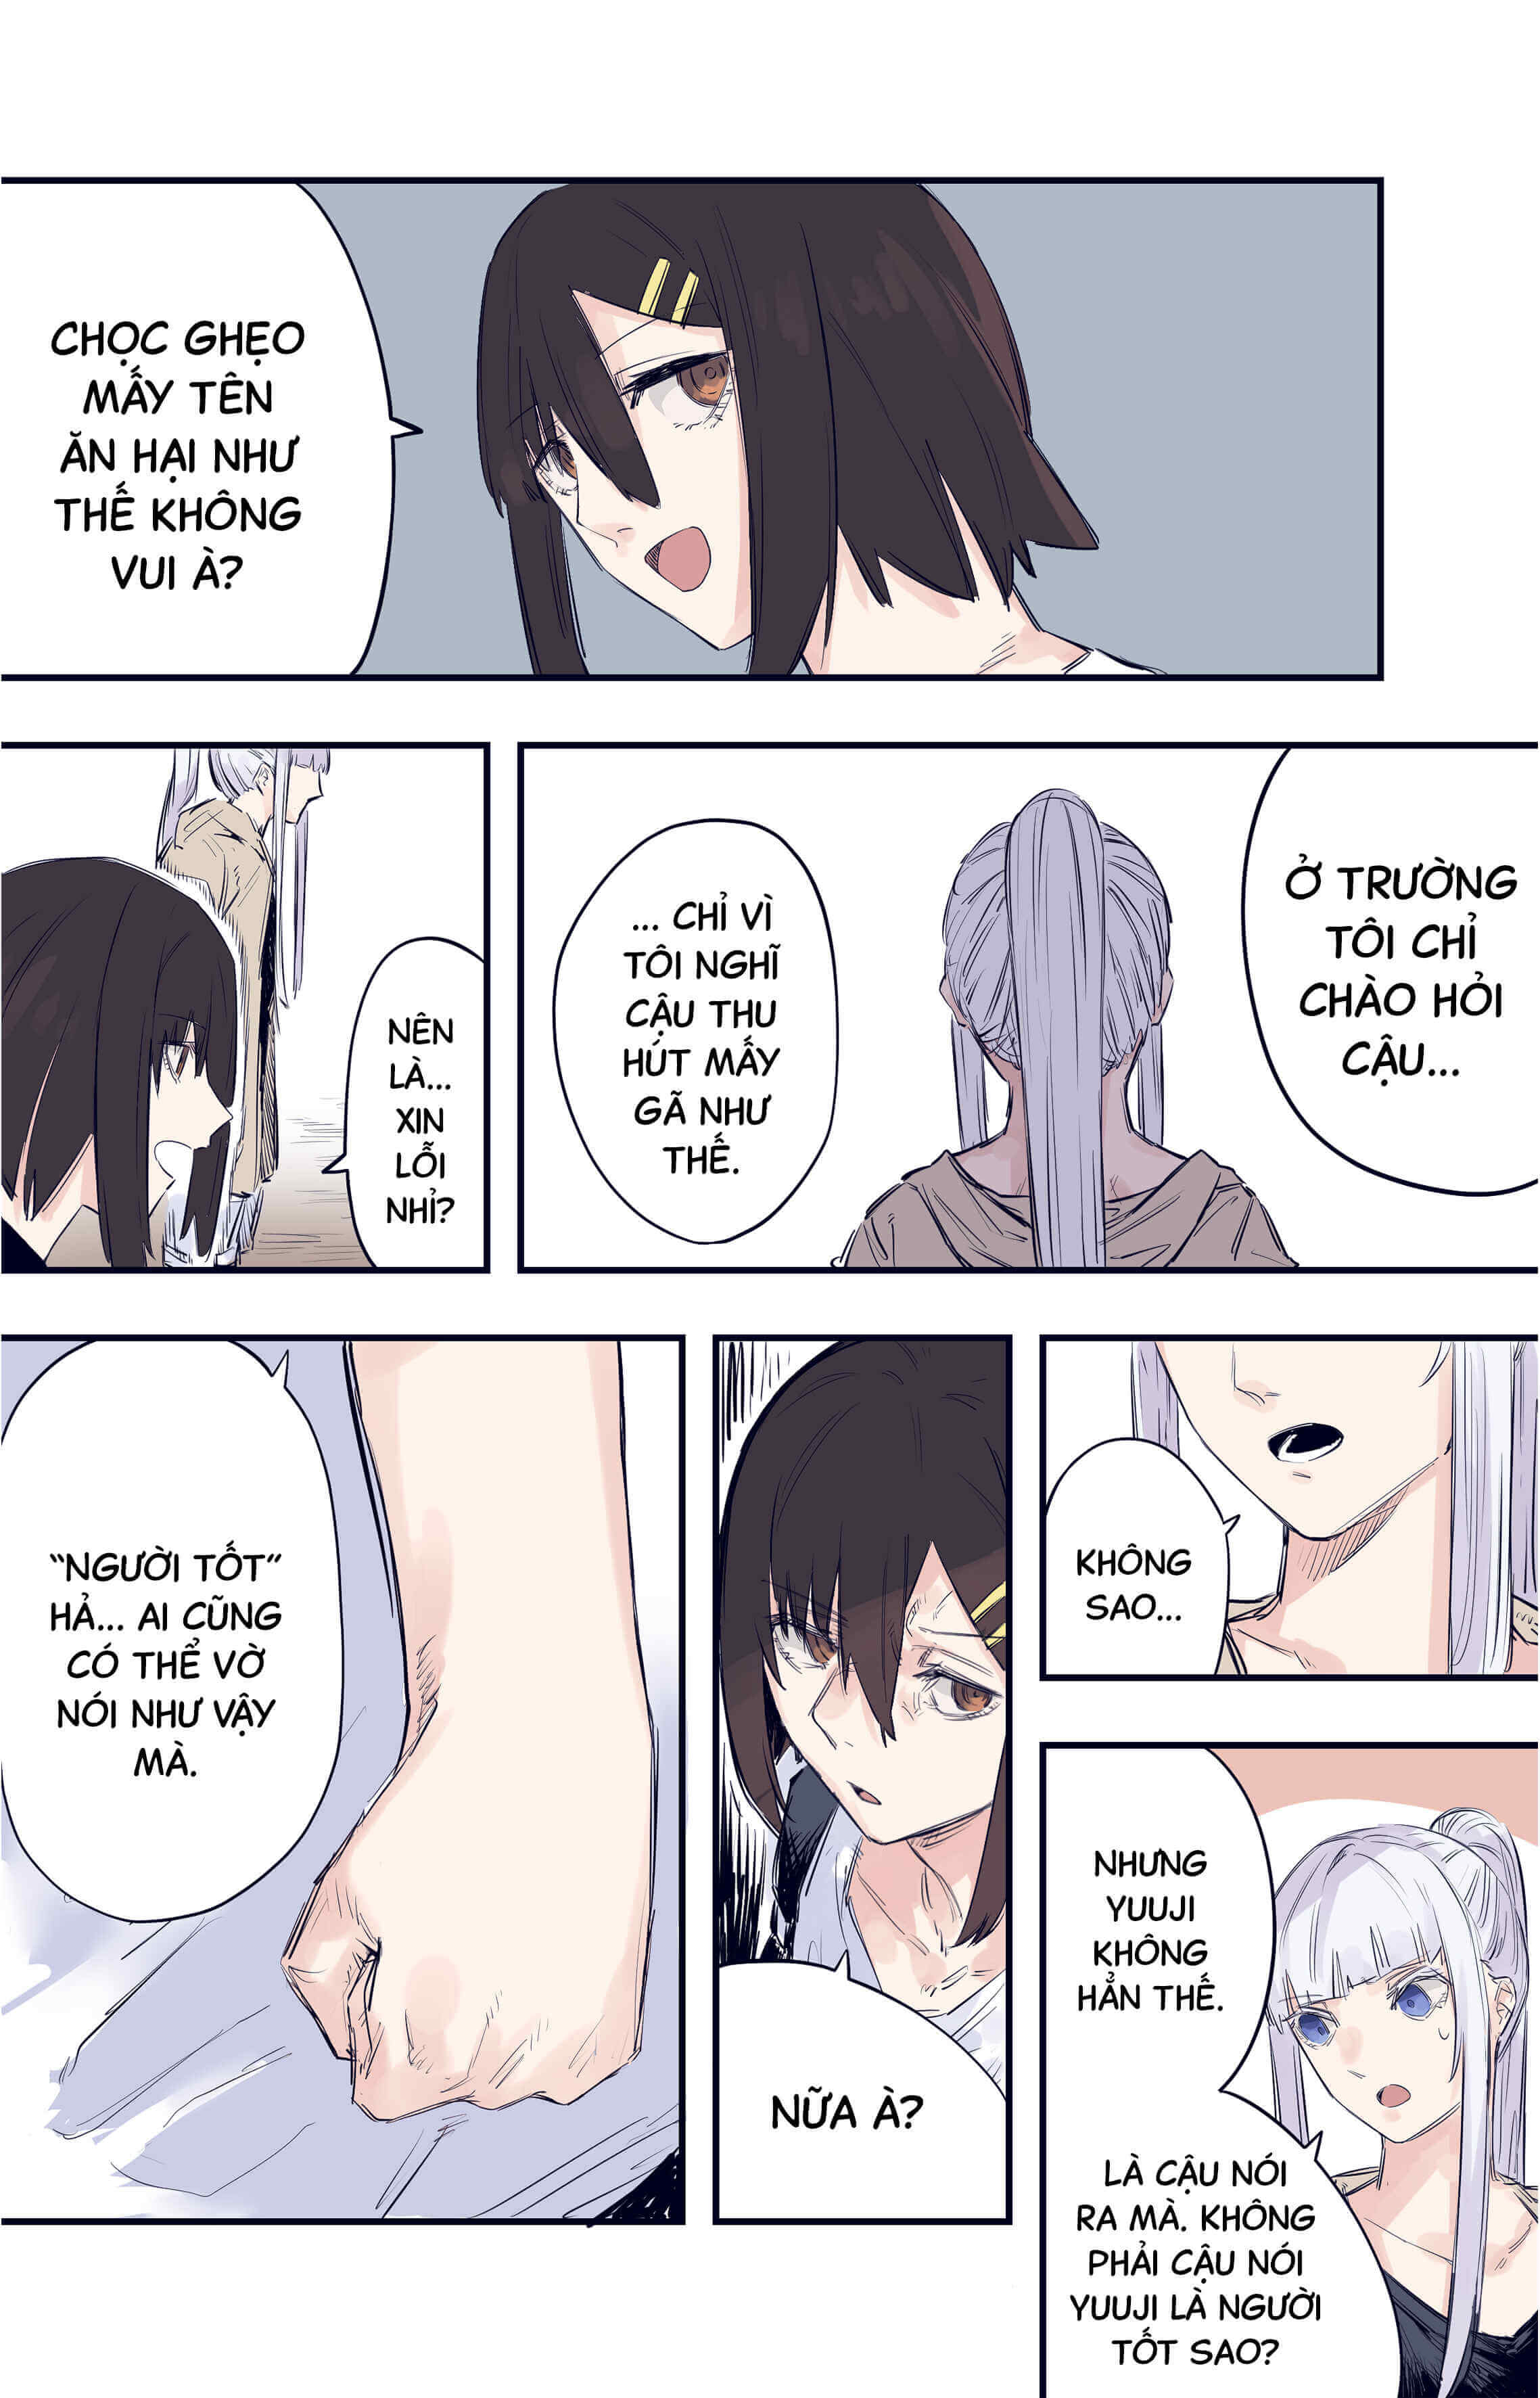 CHỌC GHẸO
MẤY TÊN
ĂN HẠI NHƯ
THẾ KHÔNG
VUI À?
Ở TRƯỜNG
TÔI CHỈ
CHÀO HỎI
CẬU...
... CHỈ VÌ
TÔI NGHĨ
CẬU THU
HÚT MẤY
GÃ NHƯ
THẾ.
NÊN
LÀ...
XIN
LỖI
NHỈ?
KHÔNG
SAO...
NHƯNG
YUUJI
KHÔNG
HẲN THẾ.
LÀ CẬU NÓI
RA MÀ. KHÔNG
PHẢI CẬU NÓI
YUUJI LÀ NGƯỜI
TỐT SAO?
NỮA À?
“NGƯỜI TỐT”
HẢ... AI CŨNG
CÓ THỂ VỜ
NÓI NHƯ VẬY
MÀ.